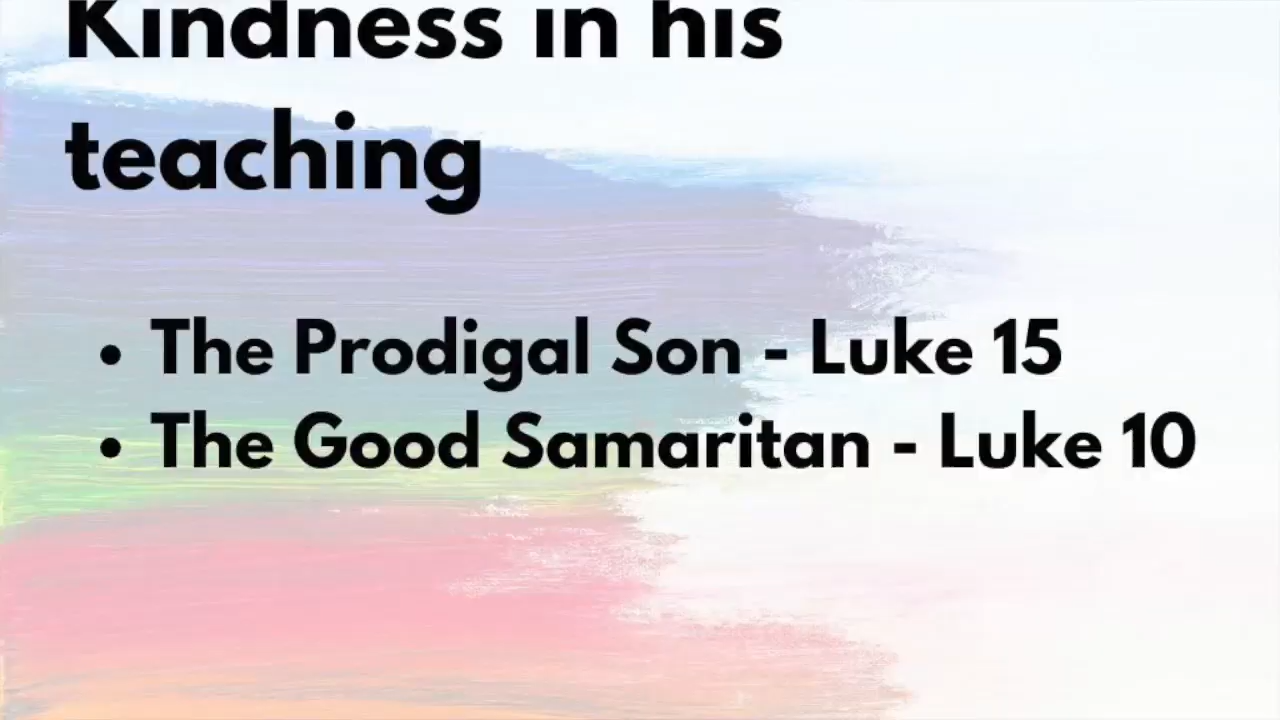 Kindness in his
teaching
• The Prodigal Son - Luke 15
• The Good Samaritan - Luke 10